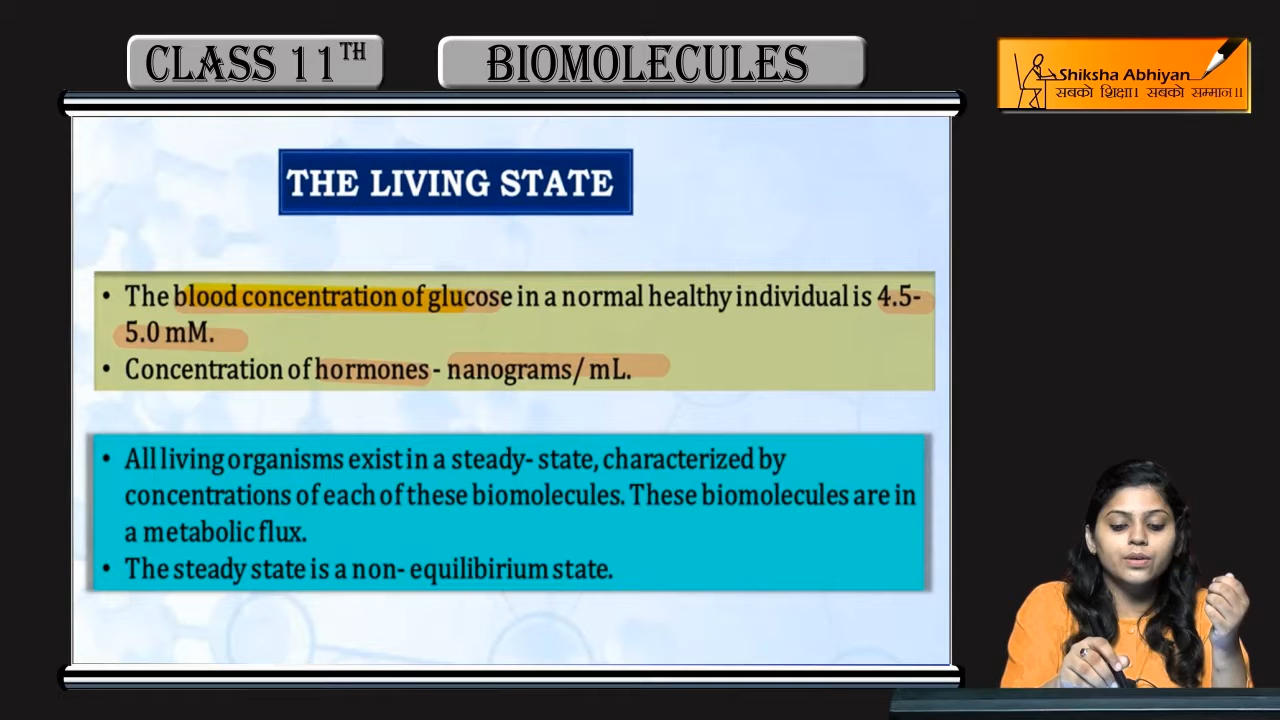 CLASS 11TH
BIOMOLECULES
Shiksha Abhiyan
सबको शिक्षा। सबको सम्मान।।
THE LIVING STATE
• The blood concentration of glucose in a normal healthy individual is 4.5-
5.0 mM.
• Concentration of hormones - nanograms/ mL.
• All living organisms exist in a steady- state, characterized by
concentrations of each of these biomolecules. These biomolecules are in
a metabolic flux.
• The steady state is a non- equilibirium state.